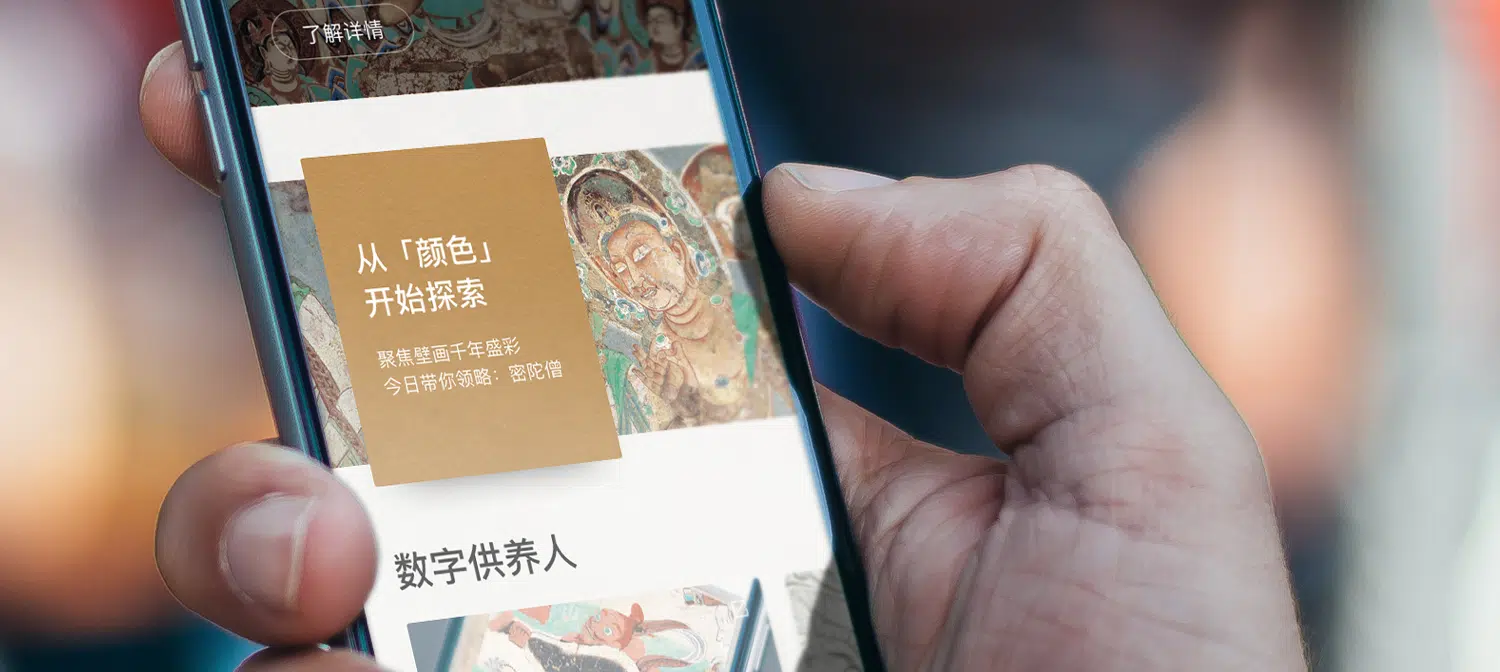 了解详情
从「颜色」
开始探索
聚焦壁画千年盛彩
今日带你领略：密陀僧
数字供养人